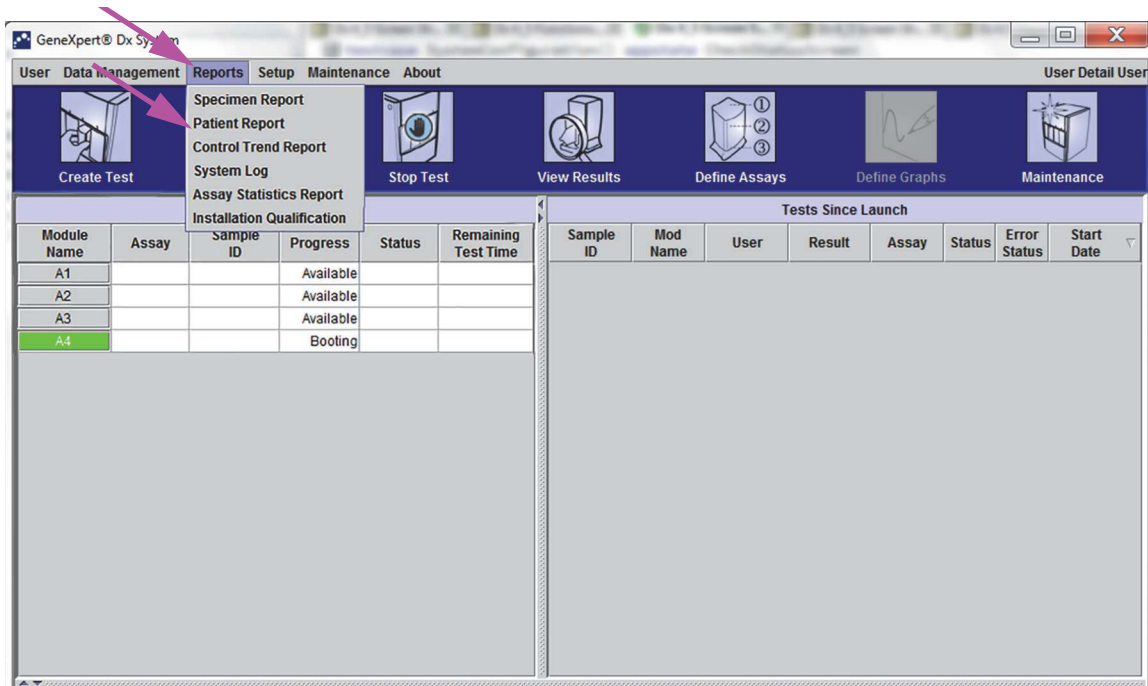 GeneXpert® Dx System
User Data Management Reports Setup Maintenance About User Detail User
Specimen Report
Patient Report
Control Trend Report
System Log
Assay Statistics Report
Installation Qualification
Create Test Stop Test View Results Define Assays Define Graphs Maintenance
①
②
③
Tests Since Launch
Module Name Assay Sample ID Progress Status Remaining Test Time
A1 Available
A2 Available
A3 Available
A4 Booting
Sample ID Mod Name User Result Assay Status Error Status Start Date